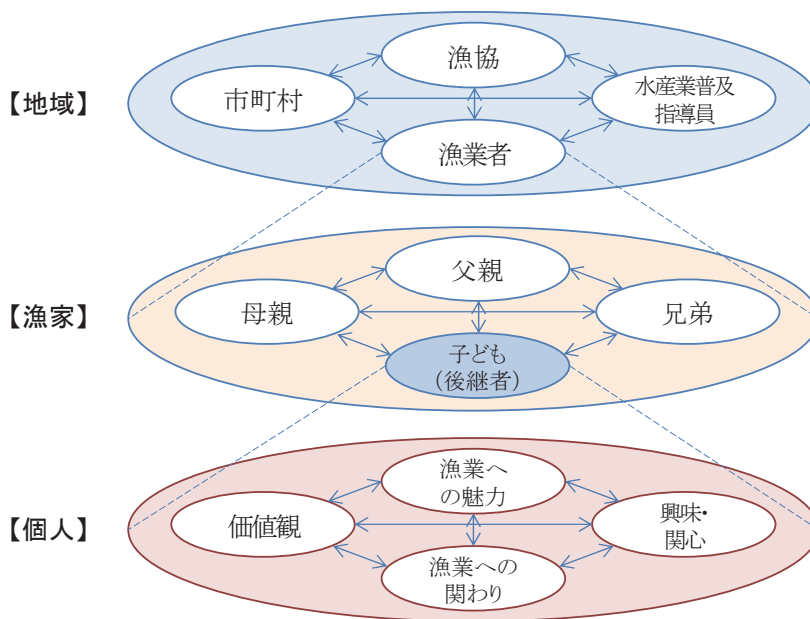 【地域】
漁協
市町村
水産業普及
指導員
漁業者
【漁家】
父親
母親
兄弟
子ども
（後継者）
【個人】
漁業へ
の魅力
価値観
興味・
関心
漁業への
関わり